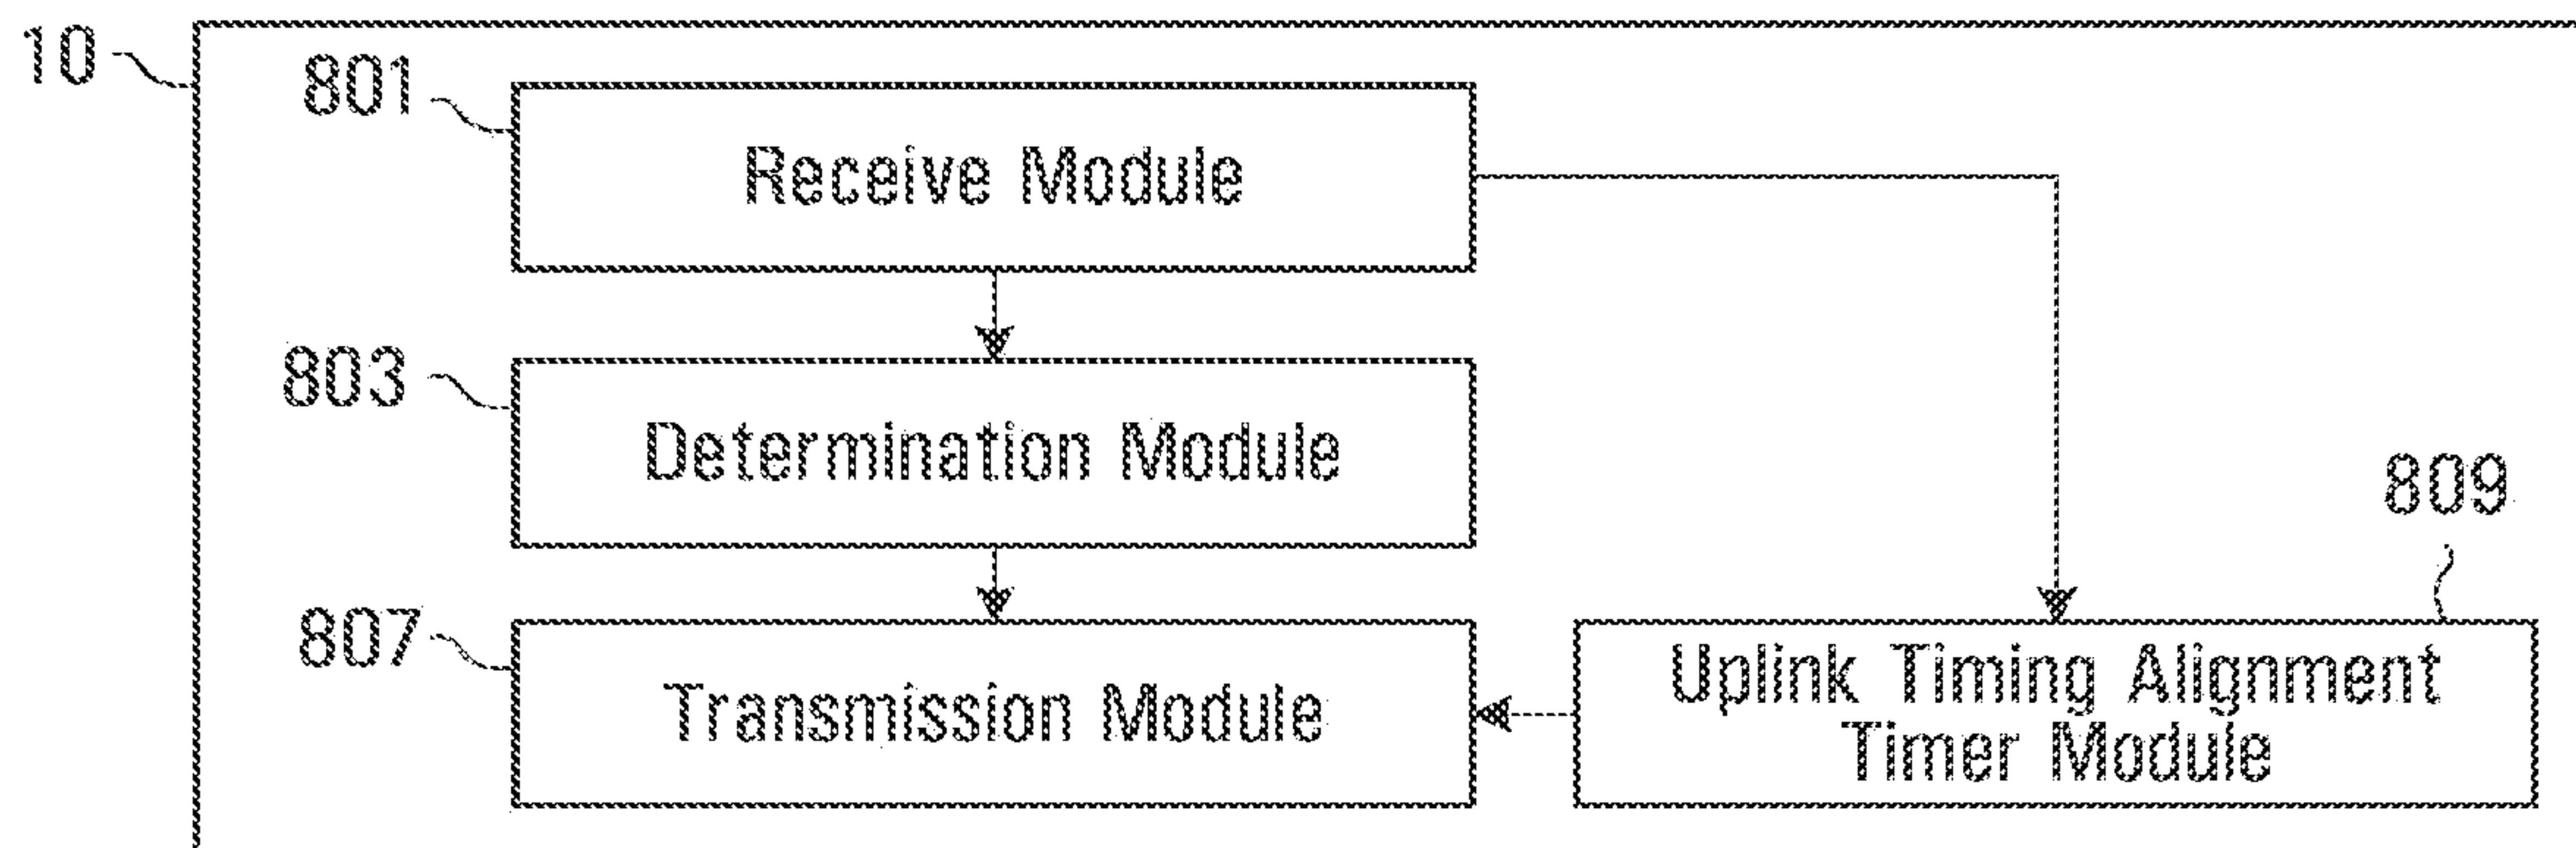 10
801
Receive Module
803
Determination Module
809
807
Transmission Module
Uplink Timing Alignment
Timer Module